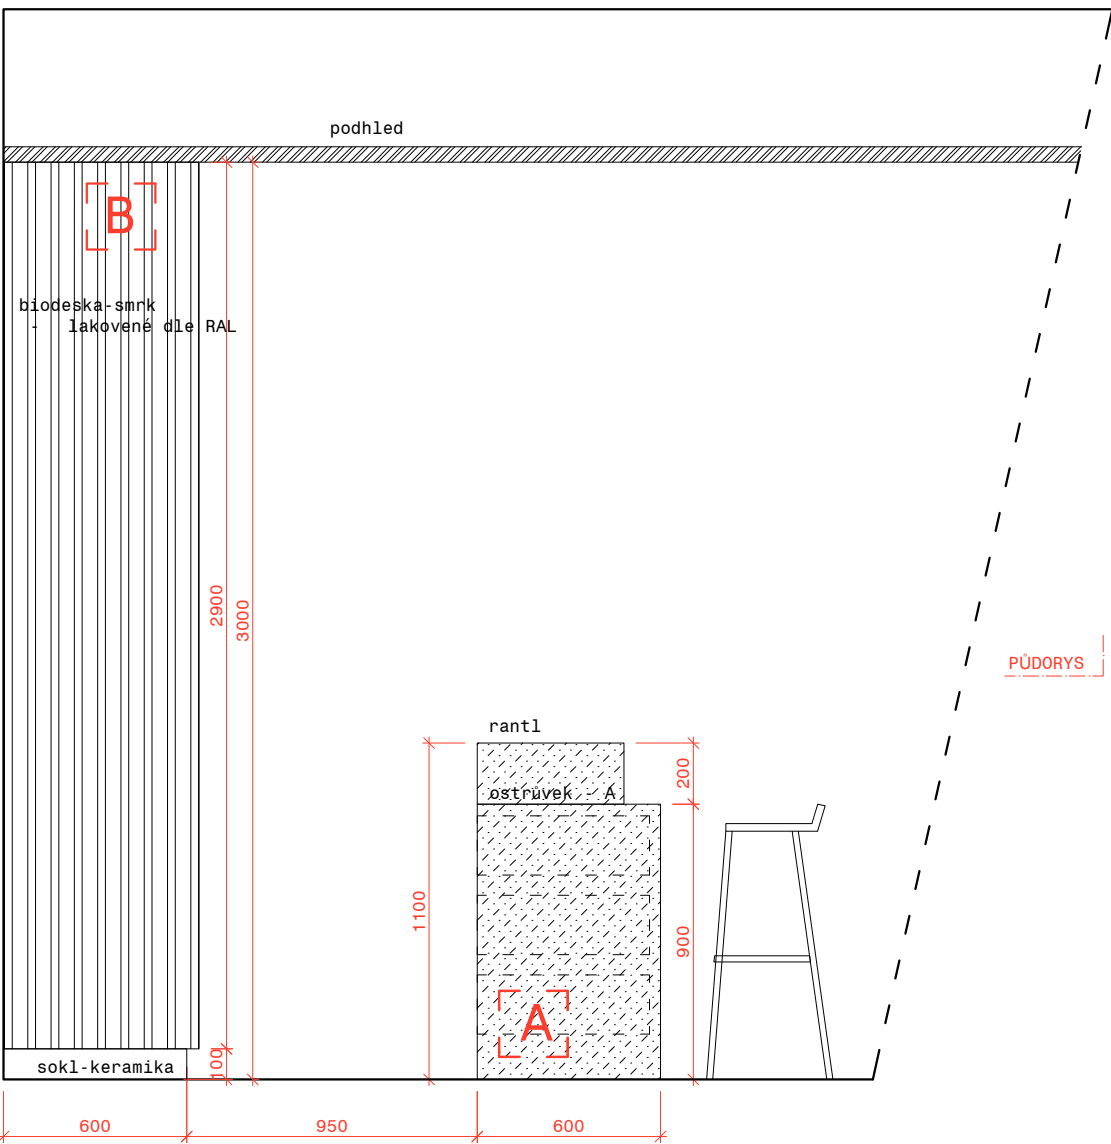 podhled
B
biodeska-smrk
- lakovené dle RAL
2900
3000
PŮDORYS
rantl
200
ostrůvek - A
1100
900
A
100
sokl-keramika
600
950
600